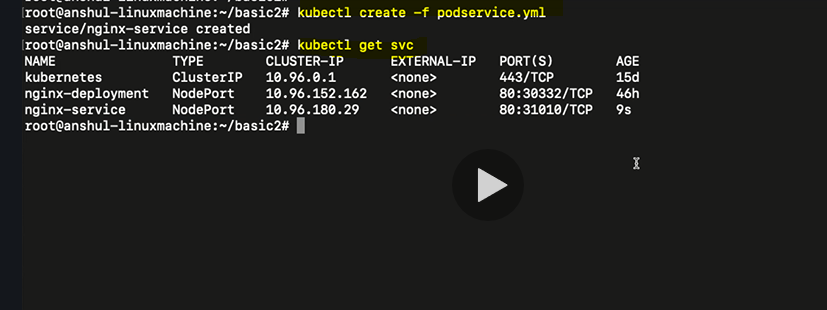 root@anshul-linuxmachine:~/basic2# kubectl create -f podservice.yml
service/nginx-service created
root@anshul-linuxmachine:~/basic2# kubectl get svc
NAME TYPE CLUSTER-IP EXTERNAL-IP PORT(S) AGE
kubernetes ClusterIP 10.96.0.1 <none> 443/TCP 15d
nginx-deployment NodePort 10.96.152.162 <none> 80:30332/TCP 46h
nginx-service NodePort 10.96.180.29 <none> 80:31010/TCP 9s
root@anshul-linuxmachine:~/basic2#